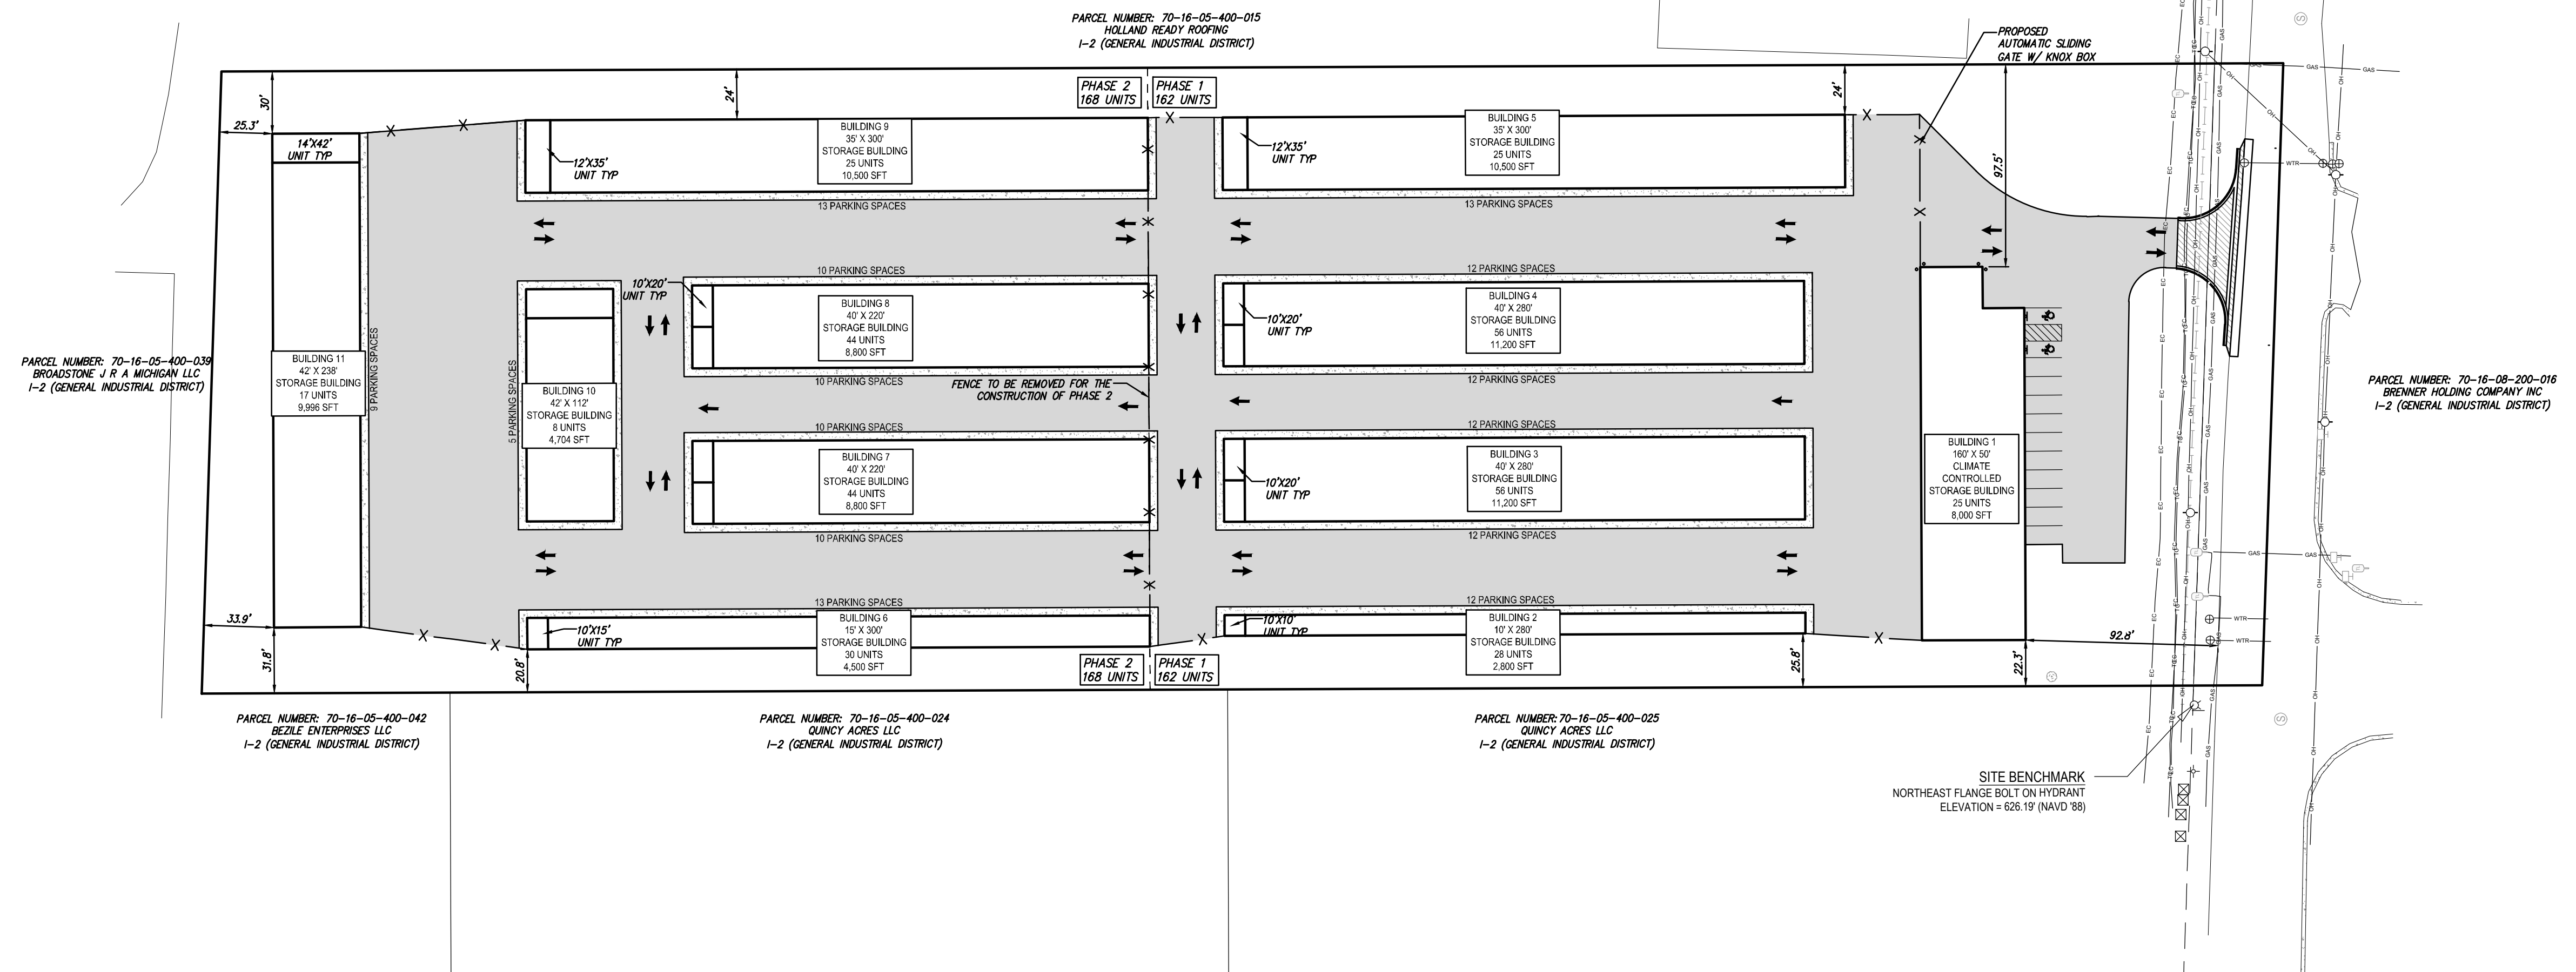 PARCEL NUMBER: 70-16-05-400-015
HOLLAND READY ROOFING
I-2 (GENERAL INDUSTRIAL DISTRICT)
PROPOSED
AUTOMATIC SLIDING
GATE W/ KNOX BOX
30'
25.3'
24'
PHASE 2
168 UNITS
PHASE 1
162 UNITS
24'
97.5'
14'X42'
UNIT TYP
12'X35'
UNIT TYP
BUILDING 9
35' X 300'
STORAGE BUILDING
25 UNITS
10,500 SFT
13 PARKING SPACES
12'X35'
UNIT TYP
BUILDING 5
35' X 300'
STORAGE BUILDING
25 UNITS
10,500 SFT
13 PARKING SPACES
10 PARKING SPACES
10'X20'
UNIT TYP
BUILDING 8
40' X 220'
STORAGE BUILDING
44 UNITS
8,800 SFT
10 PARKING SPACES
12 PARKING SPACES
10'X20'
UNIT TYP
BUILDING 4
40' X 280'
STORAGE BUILDING
56 UNITS
11,200 SFT
12 PARKING SPACES
PARCEL NUMBER: 70-16-05-400-039
BROADSTONE J R A MICHIGAN LLC
I-2 (GENERAL INDUSTRIAL DISTRICT)
BUILDING 11
42' X 238'
STORAGE BUILDING
17 UNITS
9,996 SFT
9 PARKING SPACES
5 PARKING SPACES
BUILDING 10
42' X 112'
STORAGE BUILDING
8 UNITS
4,704 SFT
FENCE TO BE REMOVED FOR THE
CONSTRUCTION OF PHASE 2
PARCEL NUMBER: 70-16-08-200-016
BRENNER HOLDING COMPANY INC
I-2 (GENERAL INDUSTRIAL DISTRICT)
10 PARKING SPACES
BUILDING 7
40' X 220'
STORAGE BUILDING
44 UNITS
8,800 SFT
10 PARKING SPACES
12 PARKING SPACES
10'X20'
UNIT TYP
BUILDING 3
40' X 280'
STORAGE BUILDING
56 UNITS
11,200 SFT
12 PARKING SPACES
BUILDING 1
160' X 50'
CLIMATE
CONTROLLED
STORAGE BUILDING
25 UNITS
8,000 SFT
13 PARKING SPACES
10'X15'
UNIT TYP
BUILDING 6
15' X 300'
STORAGE BUILDING
30 UNITS
4,500 SFT
12 PARKING SPACES
10'X10'
UNIT TYP
BUILDING 2
10' X 280'
STORAGE BUILDING
28 UNITS
2,800 SFT
33.9'
31.8'
20.8'
PHASE 2
168 UNITS
PHASE 1
162 UNITS
25.8'
22.3'
92.8'
GAS
GAS
GAS
WTR
GAS
GAS
WTR
WTR
EC
EC
EC
EC
OH
OH
OH
OH
PARCEL NUMBER: 70-16-05-400-042
BEZILE ENTERPRISES LLC
I-2 (GENERAL INDUSTRIAL DISTRICT)
PARCEL NUMBER: 70-16-05-400-024
QUINCY ACRES LLC
I-2 (GENERAL INDUSTRIAL DISTRICT)
PARCEL NUMBER: 70-16-05-400-025
QUINCY ACRES LLC
I-2 (GENERAL INDUSTRIAL DISTRICT)
SITE BENCHMARK
NORTHEAST FLANGE BOLT ON HYDRANT
ELEVATION = 626.19' (NAVD '88)